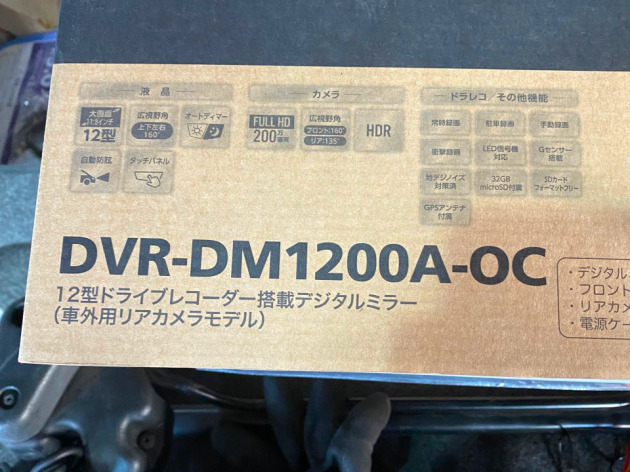 液晶
大画面
11.8インチ
12型
広視野角
上下左右
160°
オートディマー
自動防眩
タッチパネル
カメラ
FULL HD
200万画素
広視野角
フロント:160°
リア:135°
HDR
ドラレコ/その他機能
常時録画
駐車録画
手動録画
衝撃録画
LED信号機
対応
Gセンサー
搭載
地デジノイズ
対策済
32GB
microSD付属
SDカード
フォーマットフリー
GPSアンテナ
付属
DVR-DM1200A-OC
12型ドライブレコーダー搭載デジタルミラー
(車外用リアカメラモデル)
・デジタル
・フロント
・リアカメ
・電源ケー